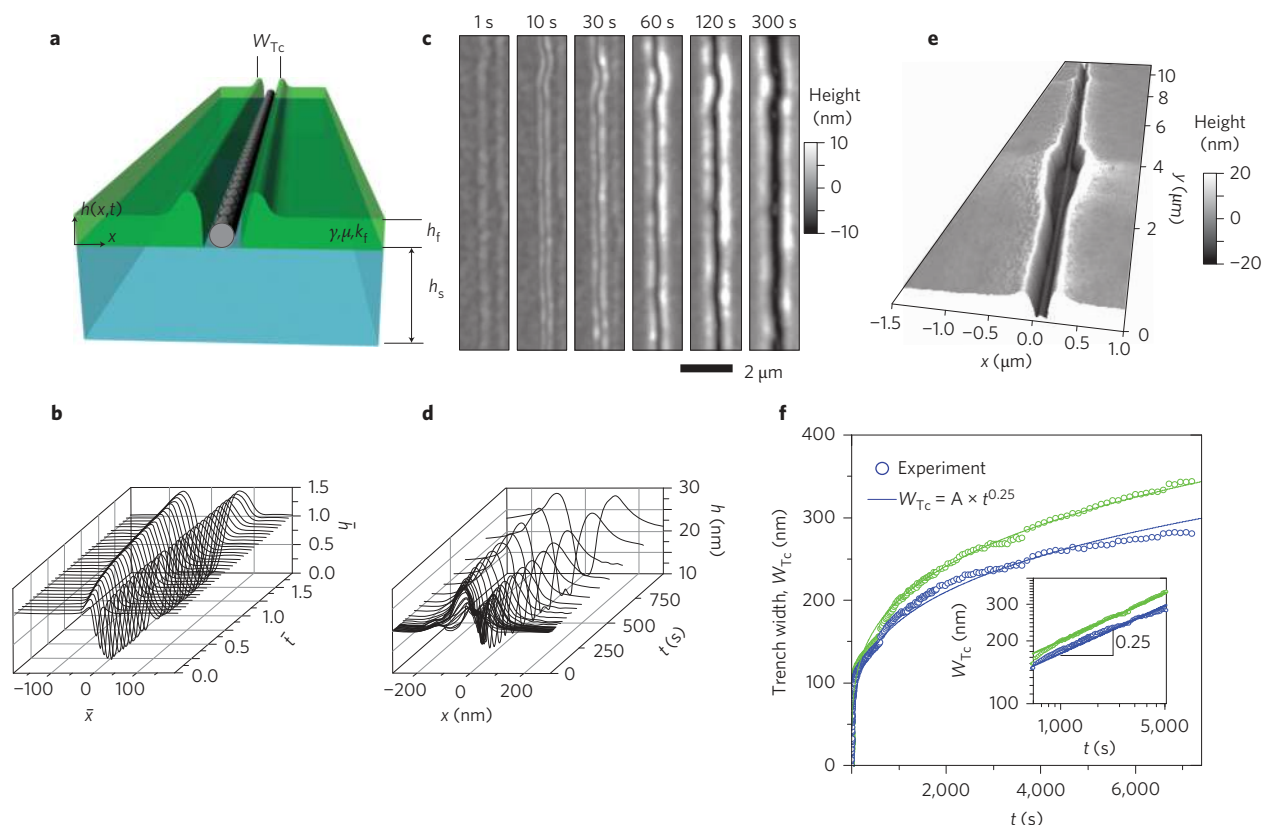 a
W_Tc
h(x,t)
x
γ,μ,k_f
h_f
h_s
c
1 s 10 s 30 s 60 s 120 s 300 s
Height
(nm)
10
0
−10
2 μm
e
10
8
6
4
2
0
y (μm)
Height
(nm)
20
0
−20
−1.5
−1.0
−0.5
0.0
0.5
1.0
x (μm)
b
1.5
1.0
0.5
0.0
h̄
1.5
1.0
0.5
0.0
t̄
−100 0 100
x̄
d
30
20
10
h (nm)
750
500
250
0
t (s)
−200 0 200
x (nm)
f
400
300
200
100
0
Trench width, W_Tc (nm)
Experiment
W_Tc = A × t^0.25
2,000 4,000 6,000
t (s)
300
200
100
W_Tc (nm)
0.25
1,000 5,000
t (s)